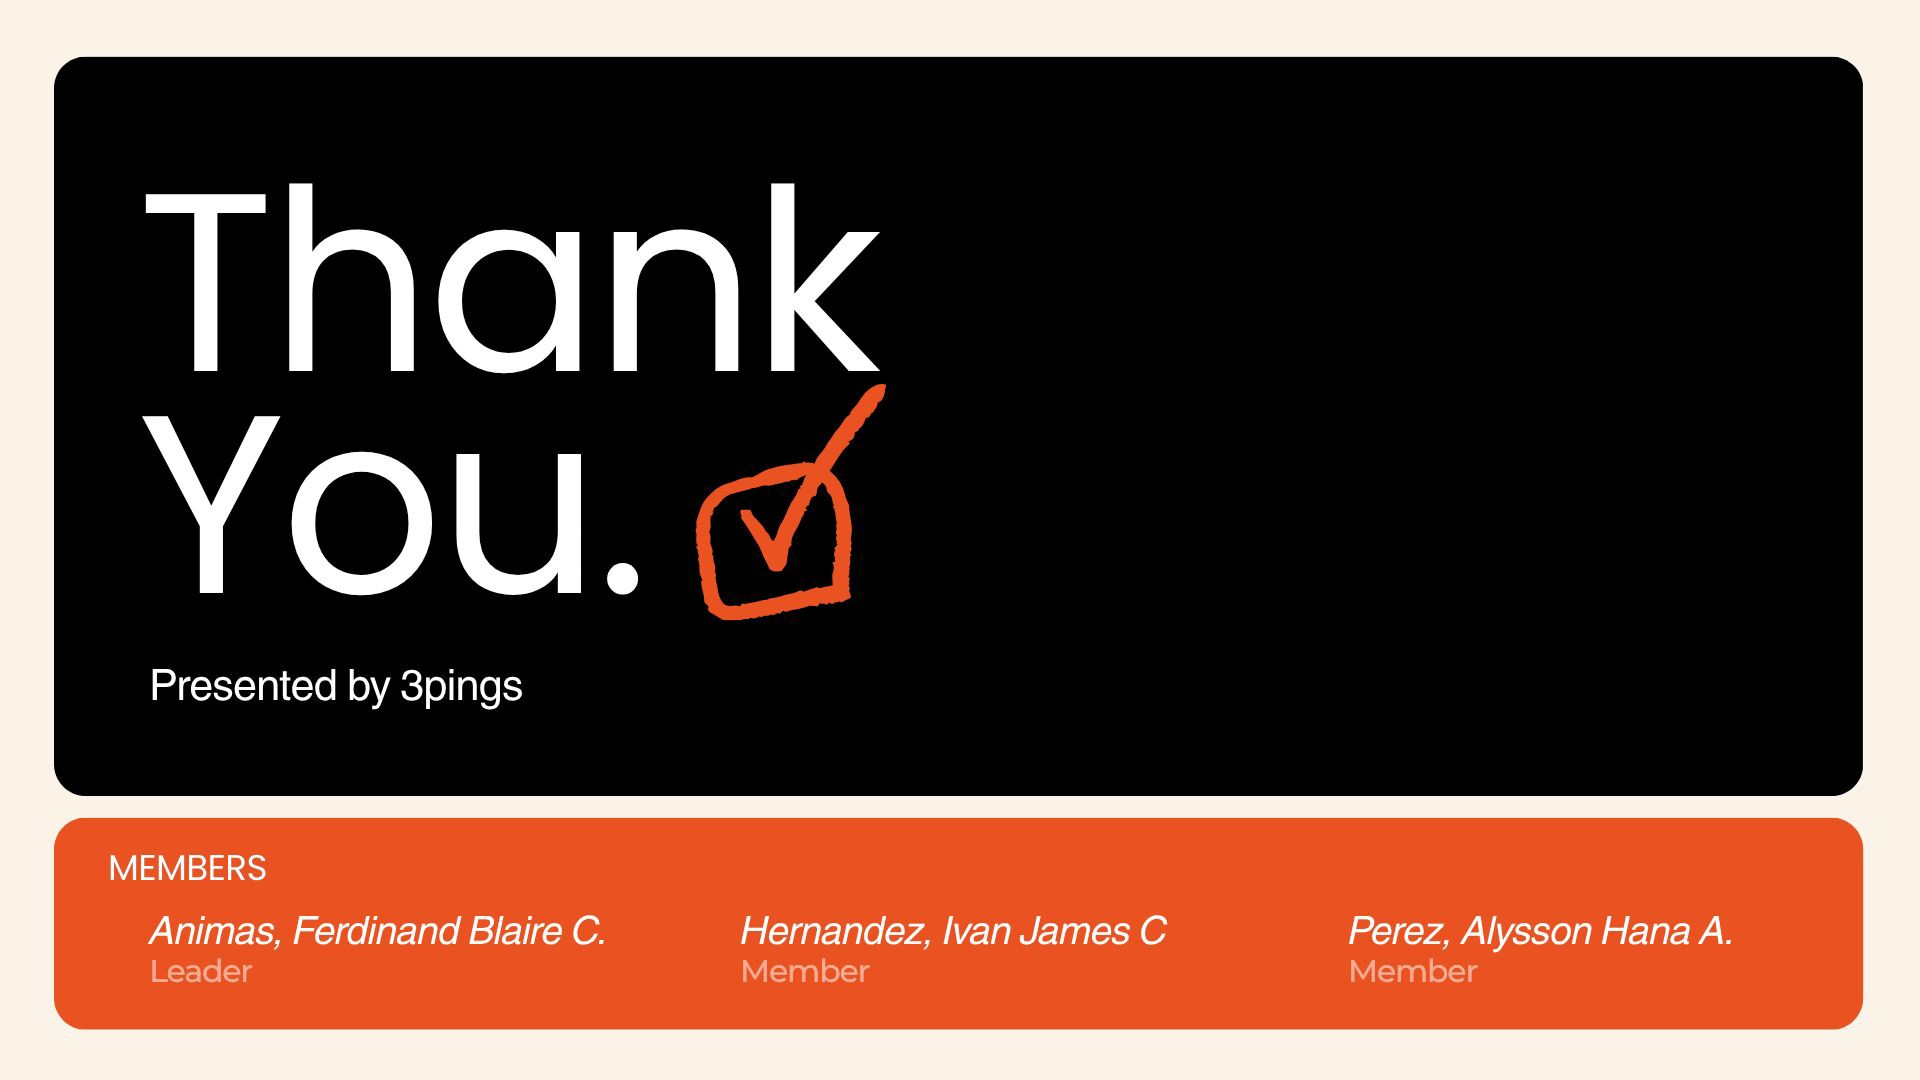 Thank
You.
Presented by 3pings
MEMBERS
Animas, Ferdinand Blaire C.
Leader
Hernandez, Ivan James C
Member
Perez, Alysson Hana A.
Member